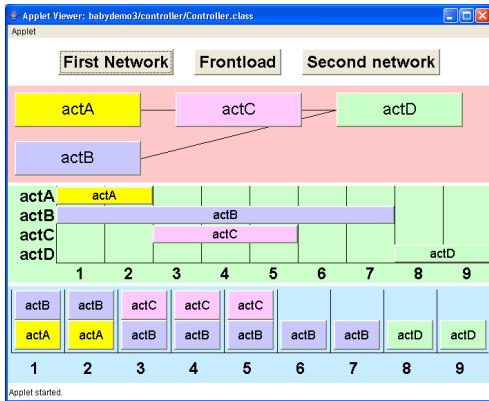 Applet Viewer: babydemo3/controller/Controller.class
Applet
First Network Frontload Second network
actA actC actD
actB
actA actA
actB actB
actC actC
actD actD
1 2 3 4 5 6 7 8 9
actB actB actC actC actC
actA actA actB actB actB actB actB actD actD
1 2 3 4 5 6 7 8 9
Applet started.